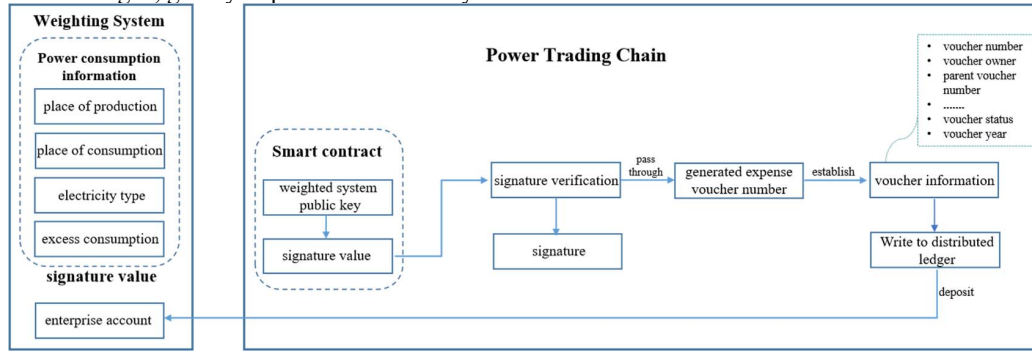 Weighting System
Power consumption
information
place of production
place of consumption
electricity type
excess consumption
signature value
enterprise account
Power Trading Chain
Smart contract
weighted system
public key
signature value
signature verification
signature
pass
through
generated expense
voucher number
establish
voucher information
• voucher number
• voucher owner
• parent voucher
number
• .......
• voucher status
• voucher year
Write to distributed
ledger
deposit